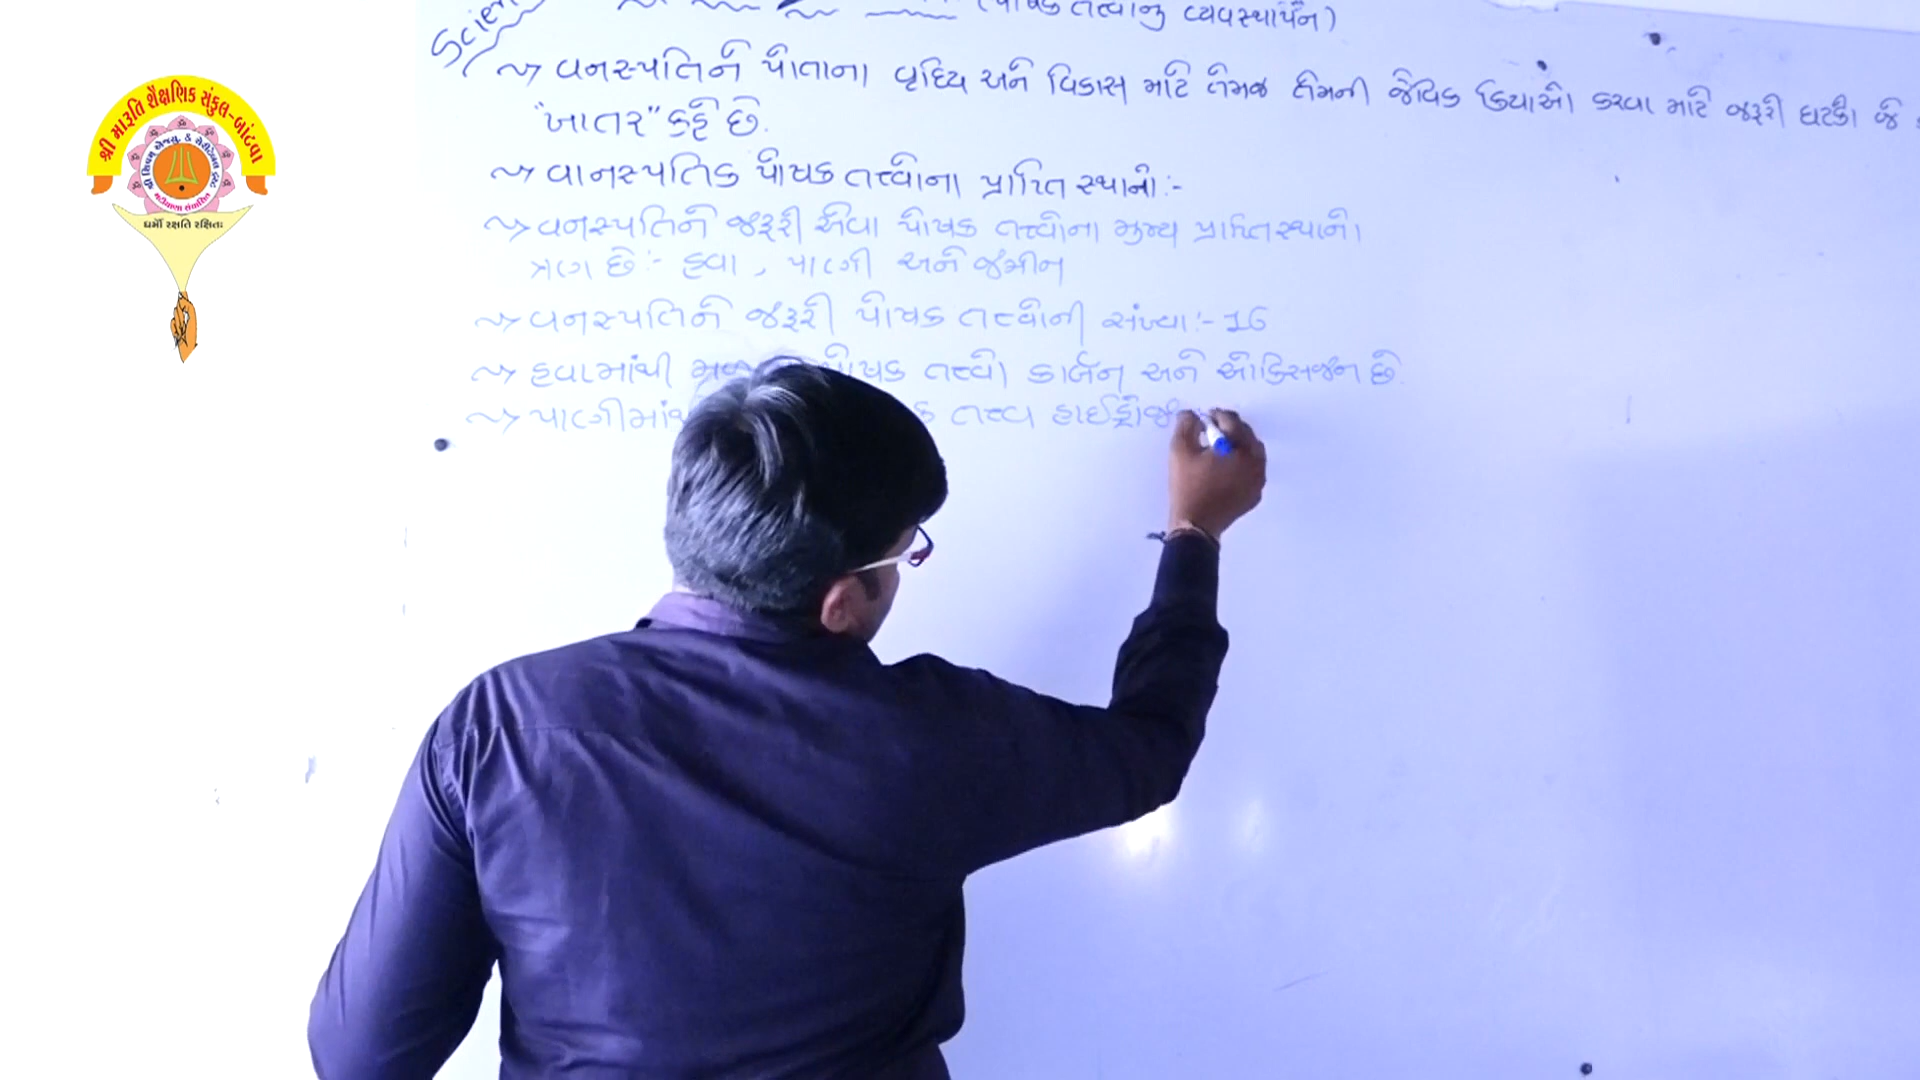 શ્રી મારૂતિ શૈક્ષણિક સંકુલ-બાંટવા
ધર્મો રક્ષતિ રક્ષિતઃ
Scien
પોષક તત્વોનુ વ્યવસ્થાપન)
વનસ્પતિને પોતાના વૃધ્ધિ અને વિકાસ માટે તેમજ તેમની જૈવિક ક્રિયાઓ કરવા માટે જરૂરી ઘટકો જે
"ખાતર" કહે છે.
વાનસ્પતિક પોષક તત્ત્વોના પ્રાપ્તિ સ્થાનો:-
વનસ્પતિને જરૂરી એવા પોષક તત્ત્વોના મુખ્ય પ્રાપ્તિસ્થાનો
ત્રણ છે:- હવા, પાણી અને જમીન
વનસ્પતિને જરૂરી પોષક તત્ત્વોની સંખ્યા:- 16
હવામાંથી પોષક તત્ત્વો કાર્બન અને ઓક્સિજન છે.
પાણીમાંથી તત્ત્વ હાઈડ્રોજ